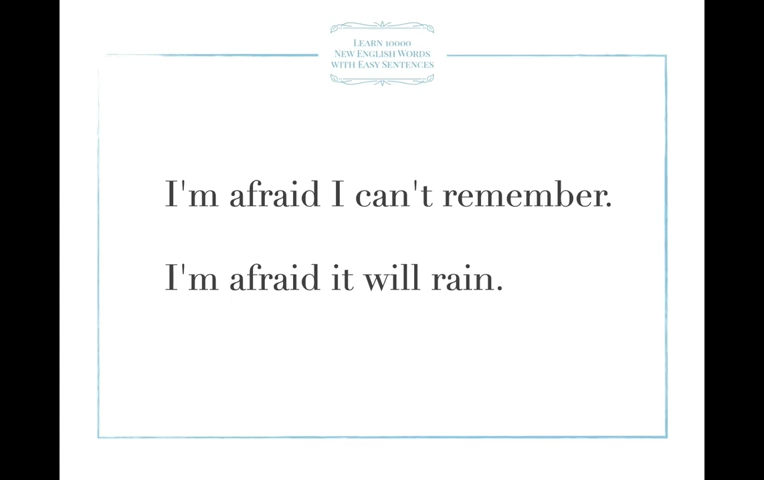 Learn 10000
New English Words
with Easy Sentences
I'm afraid I can't remember.
I'm afraid it will rain.